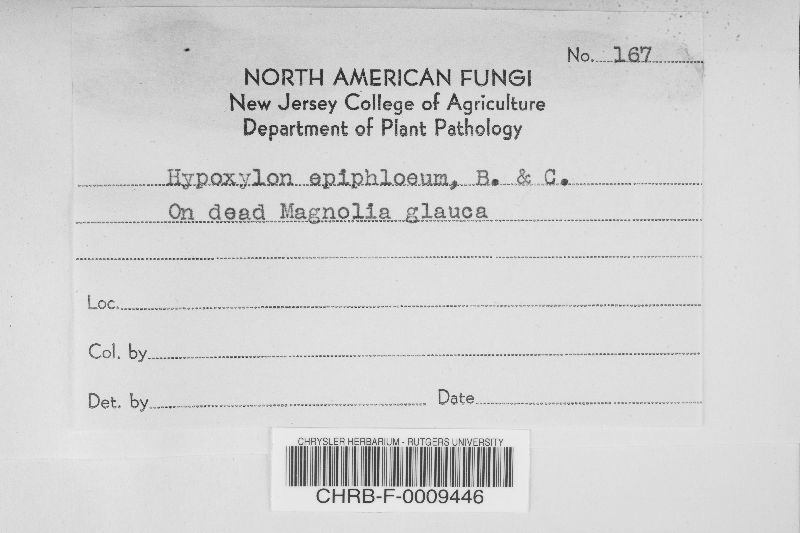 No. 167
NORTH AMERICAN FUNGI
New Jersey College of Agriculture
Department of Plant Pathology
Hypoxylon epiphloeum, B. & C.
On dead Magnolia glauca
Loc.
Col. by
Det. by Date
CHRYSLER HERBARIUM - RUTGERS UNIVERSITY
CHRB-F-0009446